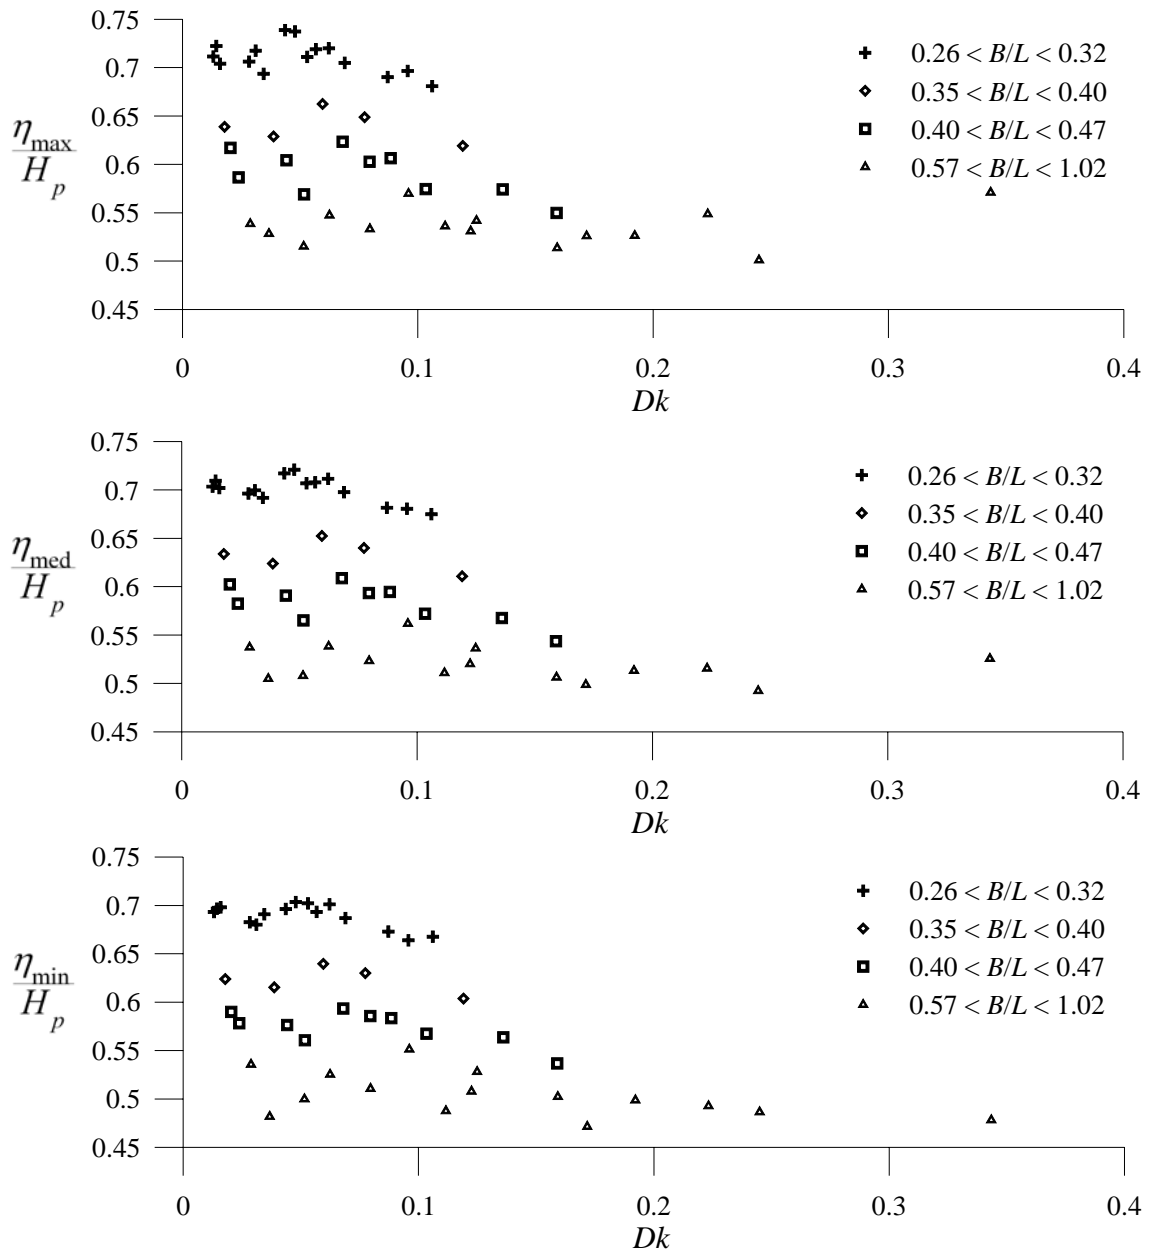 0.75
0.7
0.65
0.6
0.55
0.5
0.45
η_max / H_p
0 0.1 0.2 0.3 0.4
Dk
0.26 < B/L < 0.32
0.35 < B/L < 0.40
0.40 < B/L < 0.47
0.57 < B/L < 1.02
0.75
0.7
0.65
0.6
0.55
0.5
0.45
η_med / H_p
0 0.1 0.2 0.3 0.4
Dk
0.26 < B/L < 0.32
0.35 < B/L < 0.40
0.40 < B/L < 0.47
0.57 < B/L < 1.02
0.75
0.7
0.65
0.6
0.55
0.5
0.45
η_min / H_p
0 0.1 0.2 0.3 0.4
Dk
0.26 < B/L < 0.32
0.35 < B/L < 0.40
0.40 < B/L < 0.47
0.57 < B/L < 1.02